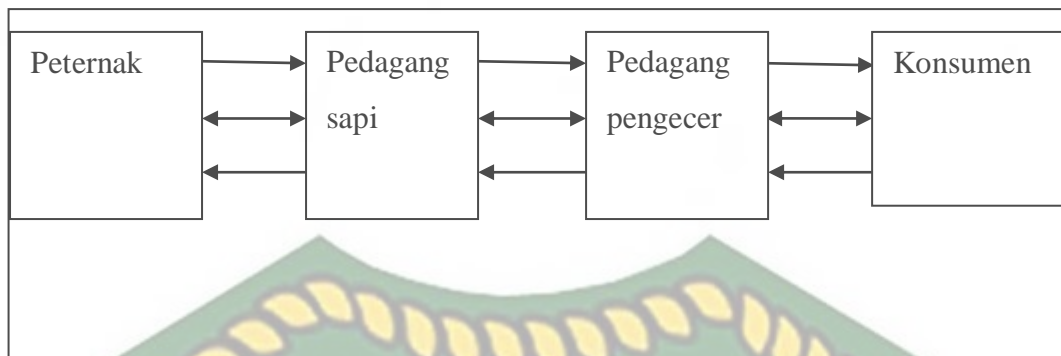 Peternak
Pedagang
sapi
Pedagang
pengecer
Konsumen